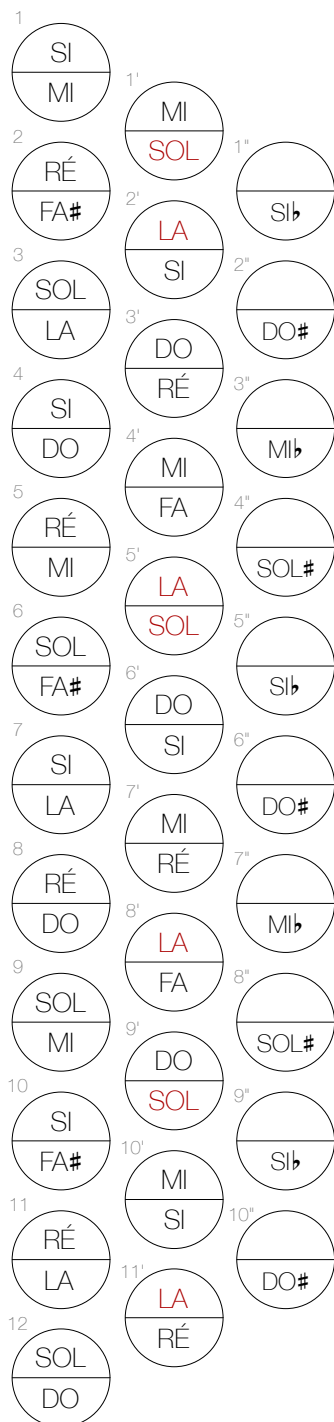 1
SI
MI
1'
MI
SOL
2
RÉ
FA♯
1"
SI♭
2'
LA
SI
3
SOL
LA
2"
DO♯
3'
DO
RÉ
4
SI
DO
3"
MI♭
4'
MI
FA
5
RÉ
MI
4"
SOL♯
5'
LA
SOL
6
SOL
FA♯
5"
SI♭
6'
DO
SI
7
SI
LA
6"
DO♯
7'
MI
RÉ
8
RÉ
DO
7"
MI♭
8'
LA
FA
9
SOL
MI
8"
SOL♯
9'
DO
SOL
10
SI
FA♯
9"
SI♭
10'
MI
SI
11
RÉ
LA
10"
DO♯
11'
LA
RÉ
12
SOL
DO